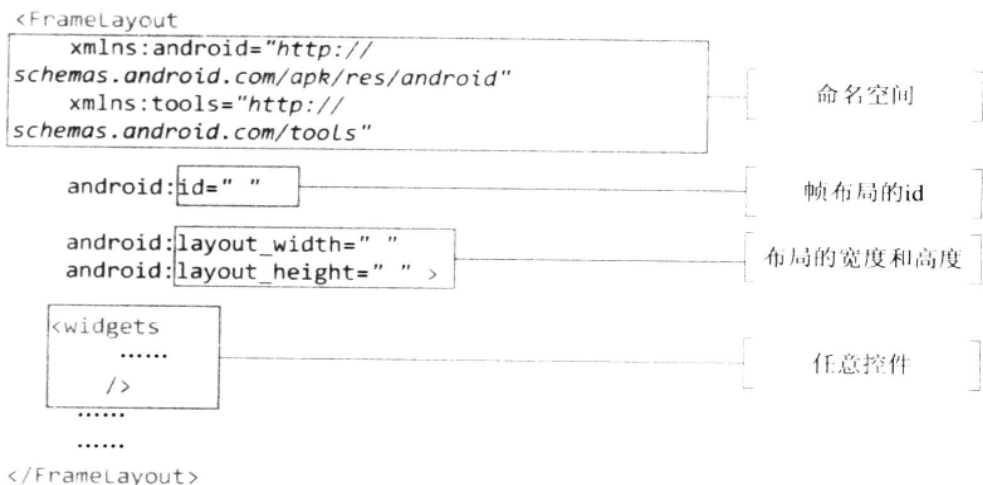 <FrameLayout
xmlns:android="http://
schemas.android.com/apk/res/android"
xmlns:tools="http://
schemas.android.com/tools"
命名空间
android:id=" "
帧布局的id
android:layout_width=" "
android:layout_height=" " >
布局的宽度和高度
<widgets
……
/>
任意控件
……
……
</FrameLayout>